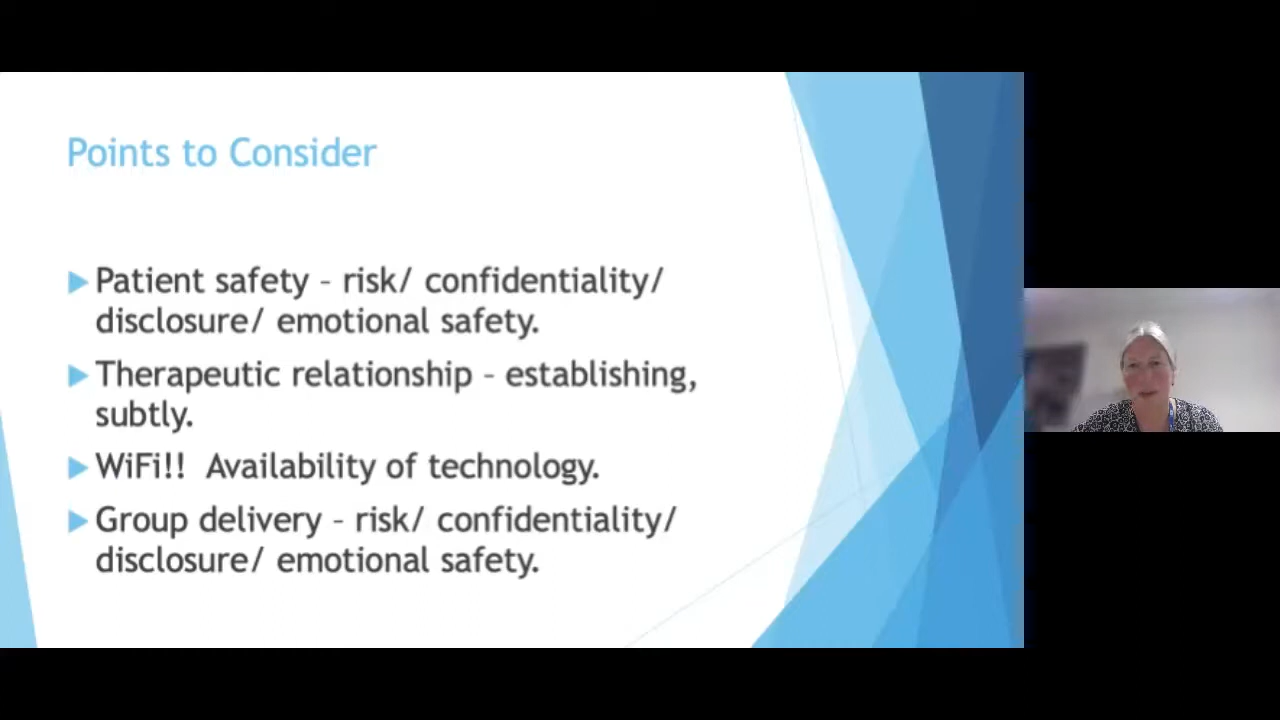 Points to Consider
Patient safety – risk/ confidentiality/
disclosure/ emotional safety.
Therapeutic relationship – establishing,
subtly.
WiFi!!  Availability of technology.
Group delivery – risk/ confidentiality/
disclosure/ emotional safety.